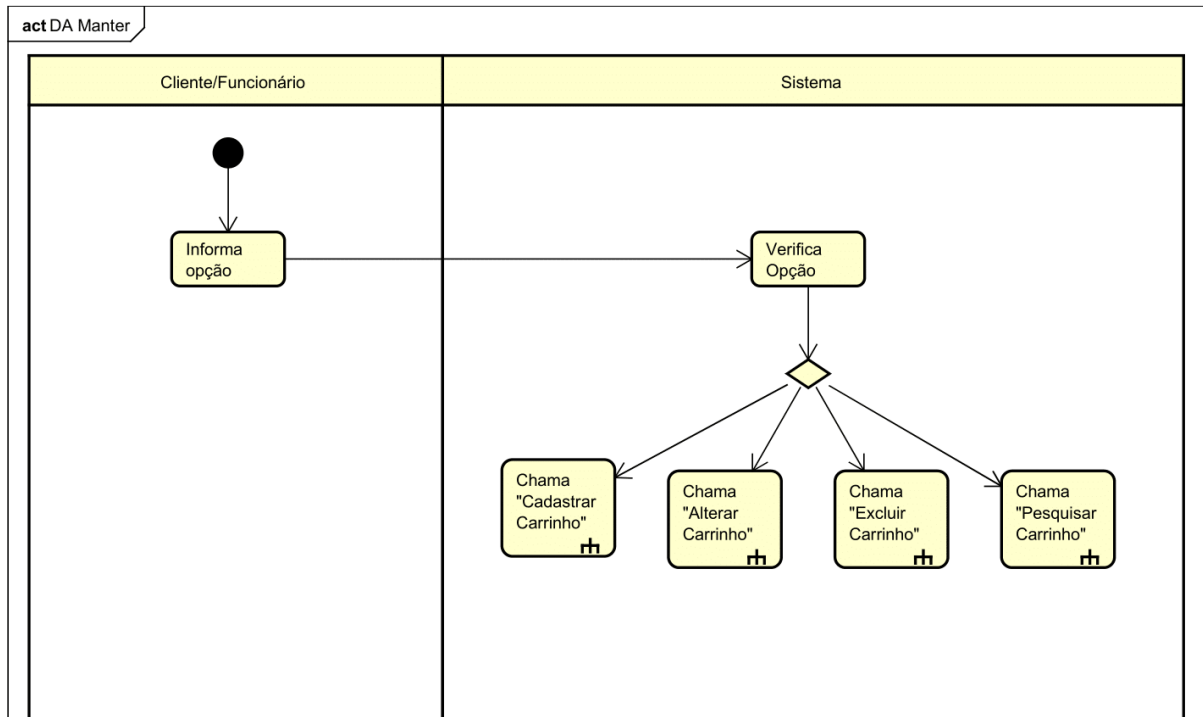 act DA Manter
Cliente/Funcionário
Sistema
Informa
opção
Verifica
Opção
Chama
"Cadastrar
Carrinho"
Chama
"Alterar
Carrinho"
Chama
"Excluir
Carrinho"
Chama
"Pesquisar
Carrinho"